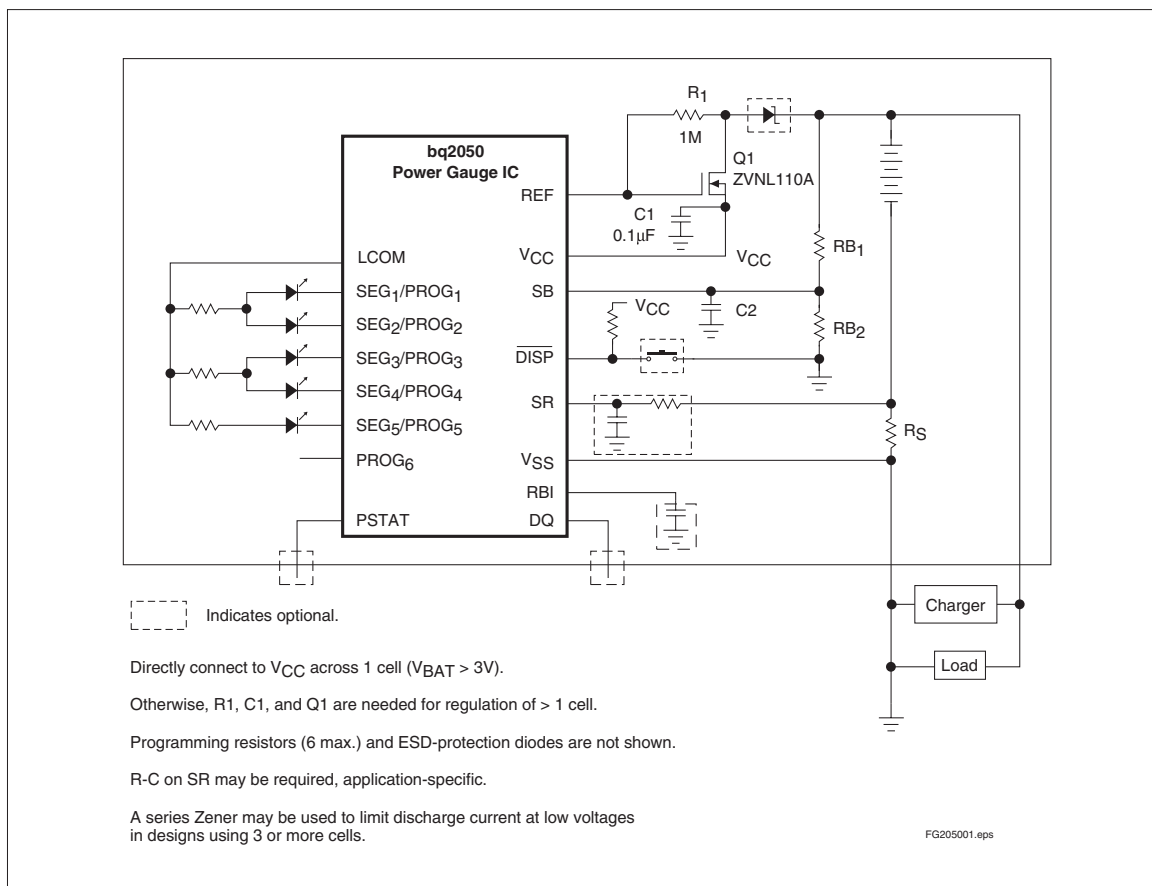 bq2050
Power Gauge IC
R1
1M
Q1
ZVNL110A
REF
C1
0.1µF
VCC
VCC
LCOM
SEG1/PROG1
SB
C2
RB1
SEG2/PROG2
VCC
RB2
SEG3/PROG3
DISP
SEG4/PROG4
SR
SEG5/PROG5
RS
PROG6
VSS
RBI
PSTAT
DQ
Charger
Load
Indicates optional.
Directly connect to VCC across 1 cell (VBAT > 3V).
Otherwise, R1, C1, and Q1 are needed for regulation of > 1 cell.
Programming resistors (6 max.) and ESD-protection diodes are not shown.
R-C on SR may be required, application-specific.
A series Zener may be used to limit discharge current at low voltages
in designs using 3 or more cells.
FG205001.eps